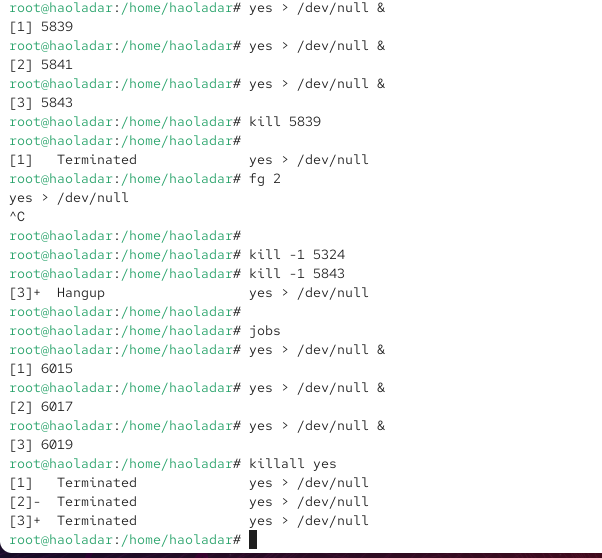 root@haoladar:/home/haoladar# yes > /dev/null &
[1] 5839
root@haoladar:/home/haoladar# yes > /dev/null &
[2] 5841
root@haoladar:/home/haoladar# yes > /dev/null &
[3] 5843
root@haoladar:/home/haoladar# kill 5839
root@haoladar:/home/haoladar#
[1]   Terminated              yes > /dev/null
root@haoladar:/home/haoladar# fg 2
yes > /dev/null
^C
root@haoladar:/home/haoladar#
root@haoladar:/home/haoladar# kill -1 5324
root@haoladar:/home/haoladar# kill -1 5843
[3]+  Hangup                  yes > /dev/null
root@haoladar:/home/haoladar#
root@haoladar:/home/haoladar# jobs
root@haoladar:/home/haoladar# yes > /dev/null &
[1] 6015
root@haoladar:/home/haoladar# yes > /dev/null &
[2] 6017
root@haoladar:/home/haoladar# yes > /dev/null &
[3] 6019
root@haoladar:/home/haoladar# killall yes
[1]   Terminated              yes > /dev/null
[2]-  Terminated              yes > /dev/null
[3]+  Terminated              yes > /dev/null
root@haoladar:/home/haoladar#